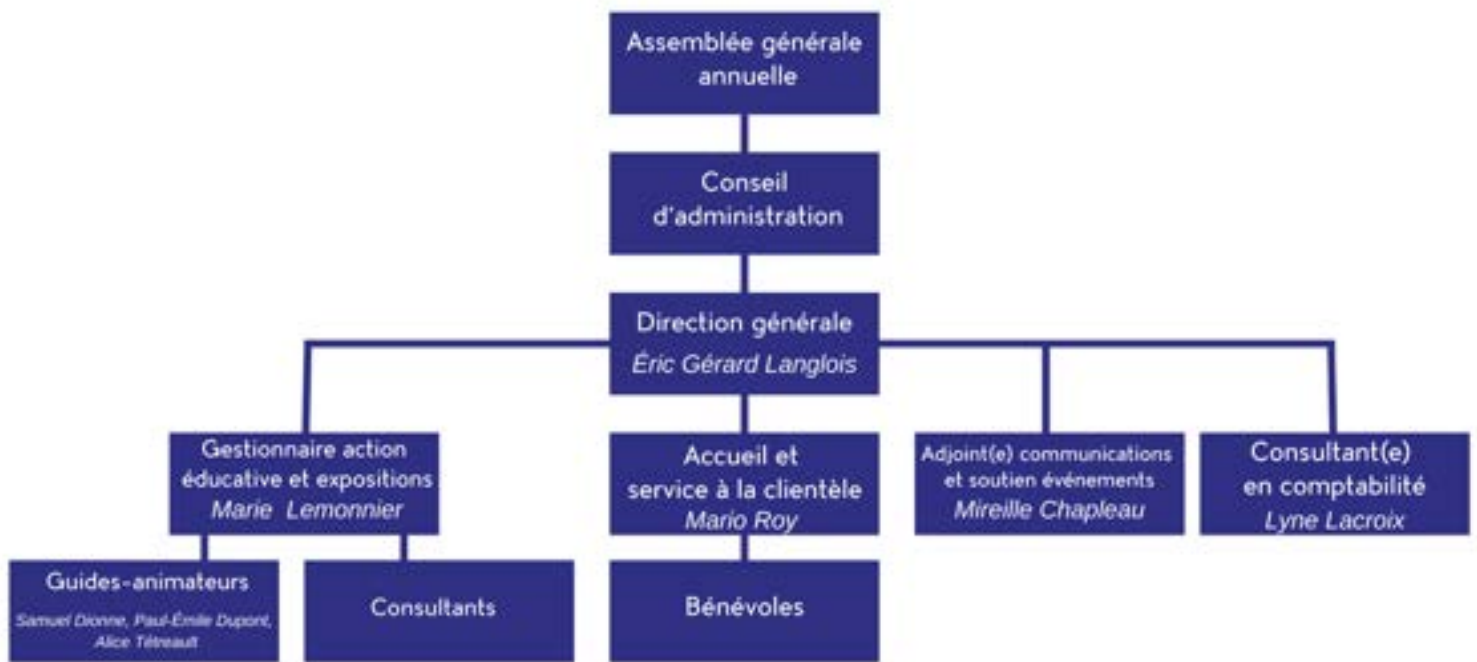 Assemblée générale
annuelle
Conseil
d'administration
Direction générale
Éric Gérard Langlois
Gestionnaire action
éducative et expositions
Marie Lemonnier
Accueil et
service à la clientèle
Mario Roy
Adjoint(e) communications
et soutien événements
Mireille Chapleau
Consultant(e)
en comptabilité
Lyne Lacroix
Guides-animateurs
Samuel Dionne, Paul-Émile Dupont,
Alice Tétreault
Consultants
Bénévoles